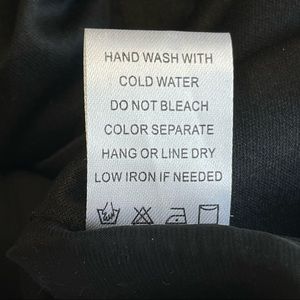 HAND WASH WITH
COLD WATER
DO NOT BLEACH
COLOR SEPARATE
HANG OR LINE DRY
LOW IRON IF NEEDED